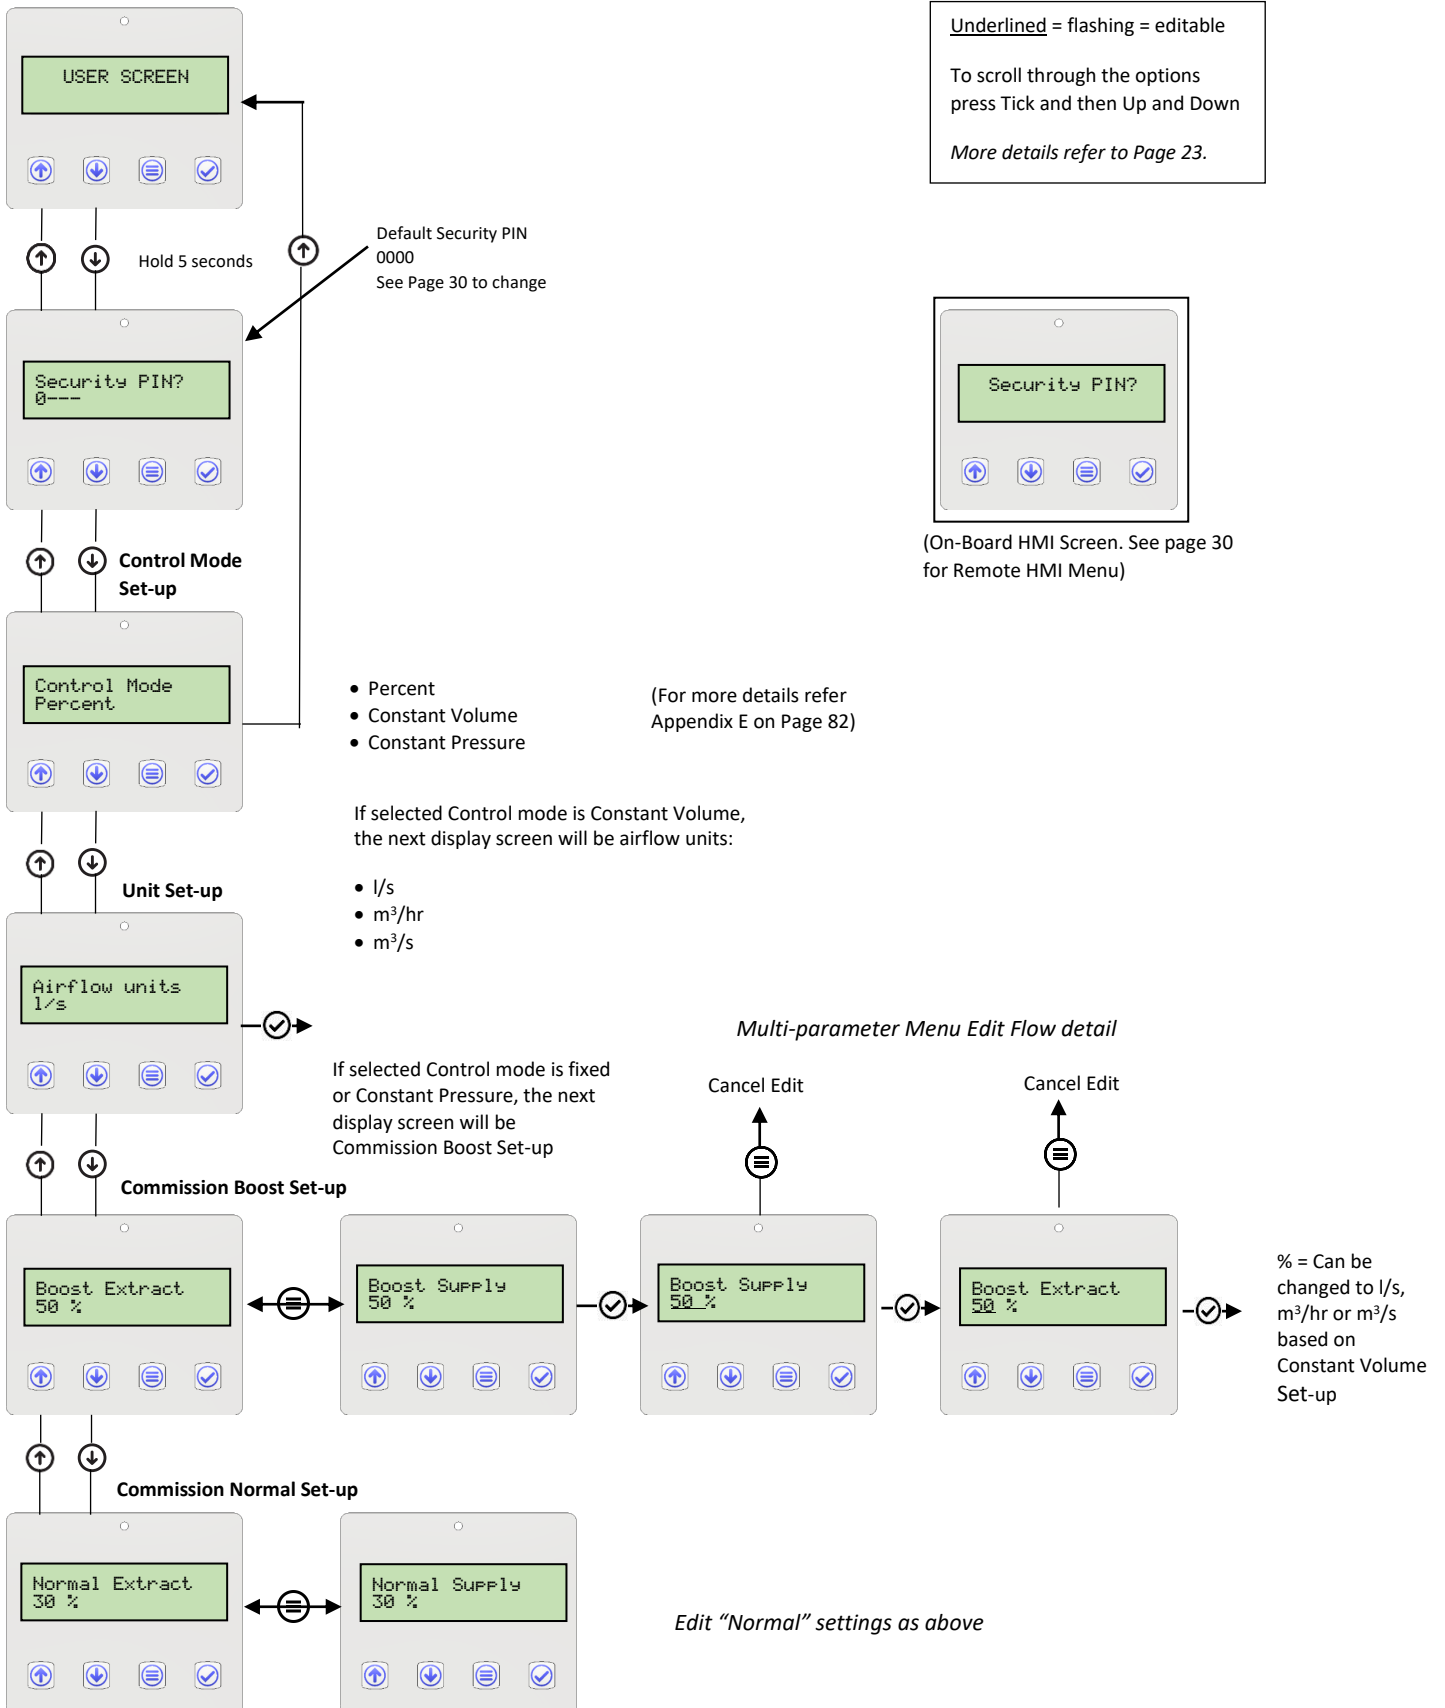 USER SCREEN
Underlined = flashing = editable
To scroll through the options
press Tick and then Up and Down
More details refer to Page 23.
Hold 5 seconds
Default Security PIN
0000
See Page 30 to change
Security PIN?
0---
Security PIN?
(On-Board HMI Screen. See page 30
for Remote HMI Menu)
Control Mode
Set-up
Control Mode
Percent
• Percent
• Constant Volume
• Constant Pressure
(For more details refer
Appendix E on Page 82)
If selected Control mode is Constant Volume,
the next display screen will be airflow units:
• l/s
• m³/hr
• m³/s
Unit Set-up
Airflow units
l/s
If selected Control mode is fixed
or Constant Pressure, the next
display screen will be
Commission Boost Set-up
Multi-parameter Menu Edit Flow detail
Cancel Edit
Cancel Edit
Commission Boost Set-up
Boost Extract
50 %
Boost Supply
50 %
Boost Supply
50 %
Boost Extract
50 %
% = Can be
changed to l/s,
m³/hr or m³/s
based on
Constant Volume
Set-up
Commission Normal Set-up
Normal Extract
30 %
Normal Supply
30 %
Edit “Normal” settings as above